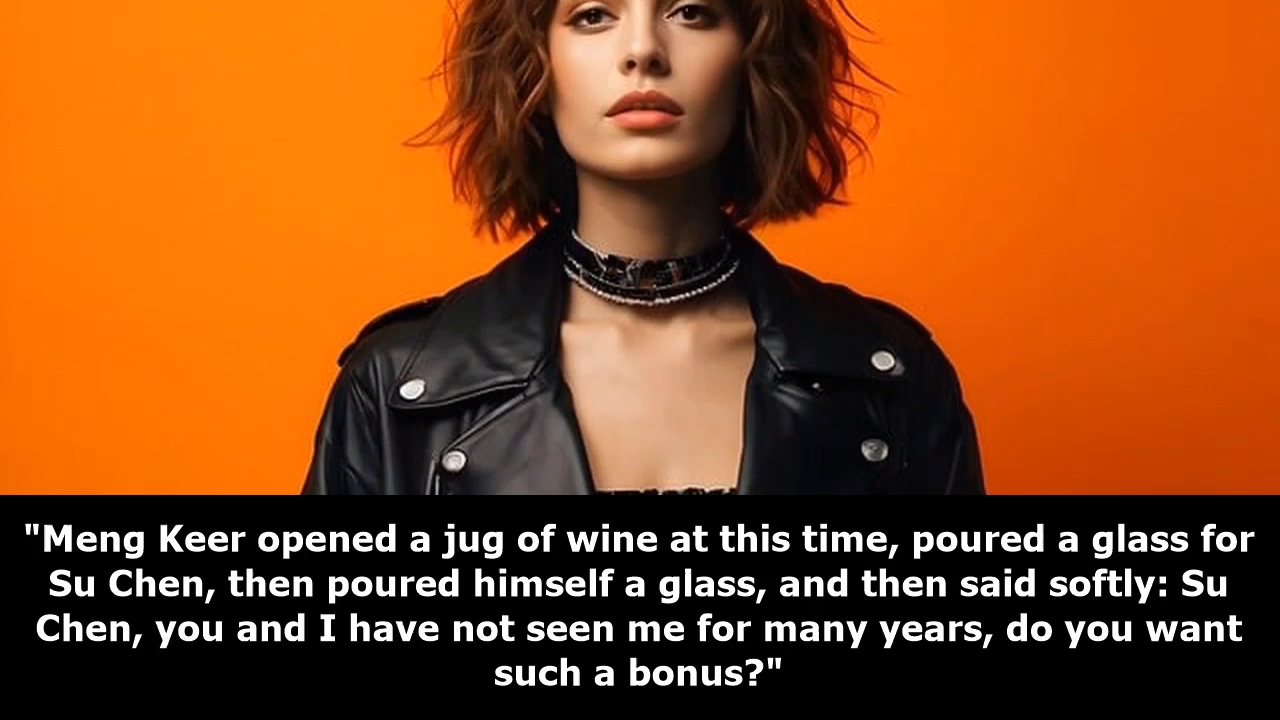 "Meng Keer opened a jug of wine at this time, poured a glass for
Su Chen, then poured himself a glass, and then said softly: Su
Chen, you and I have not seen me for many years, do you want
such a bonus?"